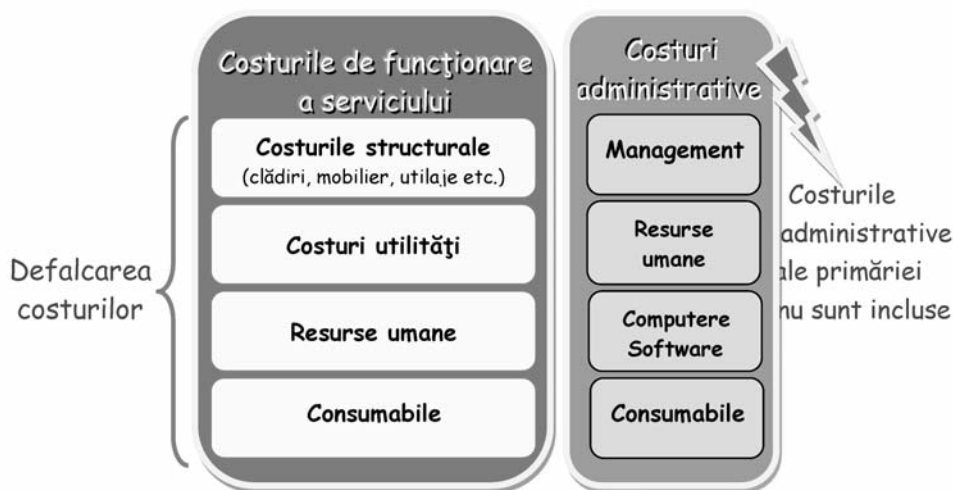 Costurile de funcţionare
a serviciului
Costurile structurale
(clădiri, mobilier, utilaje etc.)
Costuri utilităţi
Resurse umane
Consumabile
Costuri
administrative
Management
Resurse
umane
Computere
Software
Consumabile
Defalcarea
costurilor
Costurile
administrative
ale primăriei
nu sunt incluse